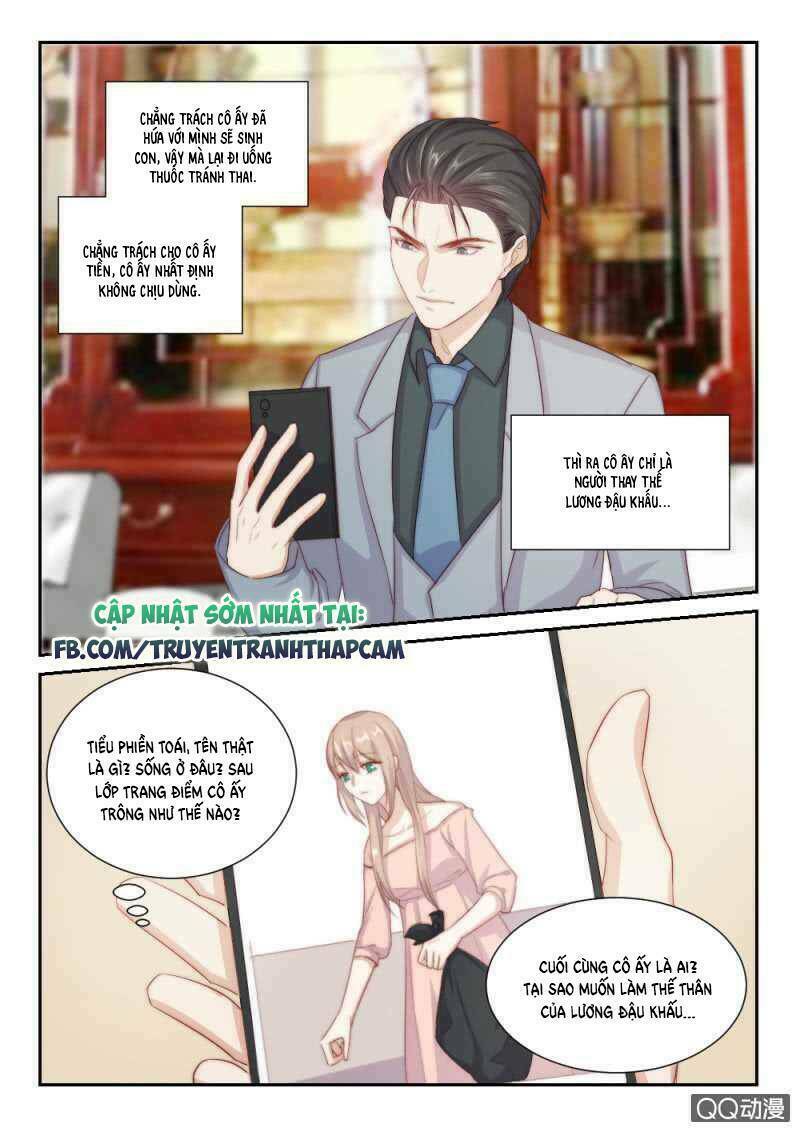 CHẲNG TRÁCH CÔ ẤY ĐÃ
HỨA VỚI MÌNH SẼ SINH
CON, VẬY MÀ LẠI ĐI UỐNG
THUỐC TRÁNH THAI.
CHẲNG TRÁCH CHO CÔ ẤY
TIỀN, CÔ ẤY NHẤT ĐỊNH
KHÔNG CHỊU DÙNG.
THÌ RA CÔ ÂY CHỈ LÀ
NGƯỜI THAY THẾ
LƯƠNG ĐẬU KHẤU...
CẬP NHẬT SỚM NHẤT TẠI:
FB.COM/TRUYENTRANHTHAPCAM
TIỂU PHIỀN TOÁI, TÊN THẬT
LÀ GÌ? SỐNG Ở ĐÂU? SAU
LỚP TRANG ĐIỂM CÔ ẤY
TRÔNG NHƯ THẾ NÀO?
CUỐI CÙNG CÔ ẤY LÀ AI?
TẠI SAO MUỐN LÀM THẾ THÂN
CỦA LƯƠNG ĐẬU KHẤU...
QQ动漫